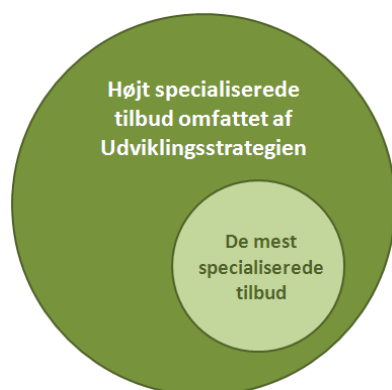 Højt specialiserede
tilbud omfattet af
Udviklingsstrategien
De mest
specialiserede
tilbud